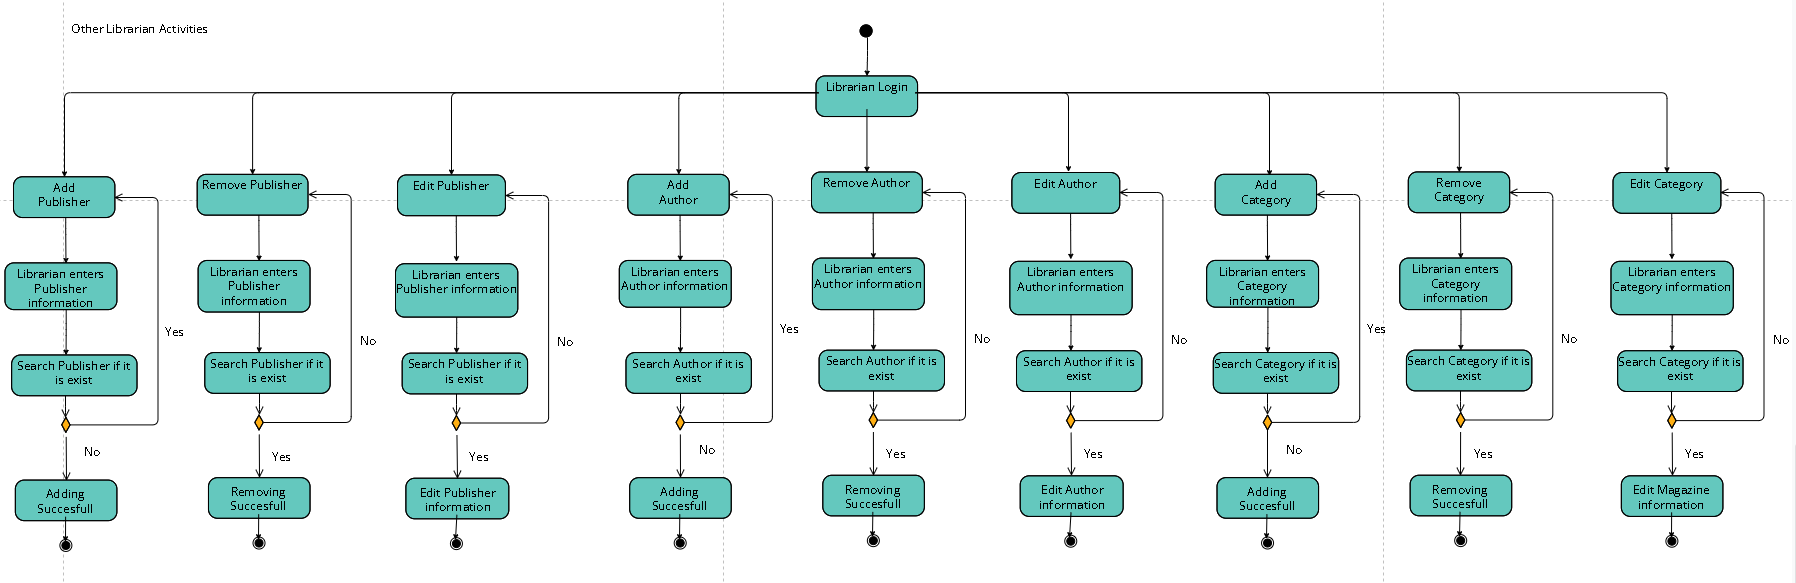 Other Librarian Activities
Librarian Login
Add
Publisher
Remove Publisher
Edit Publisher
Add
Author
Remove Author
Edit Author
Add
Category
Remove
Category
Edit Category
Librarian enters
Publisher
information
Librarian enters
Publisher
information
Librarian enters
Publisher information
Librarian enters
Author information
Librarian enters
Author information
Librarian enters
Author information
Librarian enters
Category
information
Librarian enters
Category
information
Librarian enters
Category information
Yes
No
No
Yes
No
No
Yes
No
No
Search Publisher if it
is exist
Search Publisher if it
is exist
Search Publisher if it
is exist
Search Author if it is
exist
Search Author if it is
exist
Search Author if it is
exist
Search Category if it is
exist
Search Category if it is
exist
Search Category if it is
exist
No
Yes
Yes
No
Yes
Yes
No
Yes
Yes
Adding
Succesfull
Removing
Succesfull
Edit Publisher
information
Adding
Succesfull
Removing
Succesfull
Edit Author
information
Adding
Succesfull
Removing
Succesfull
Edit Magazine
information